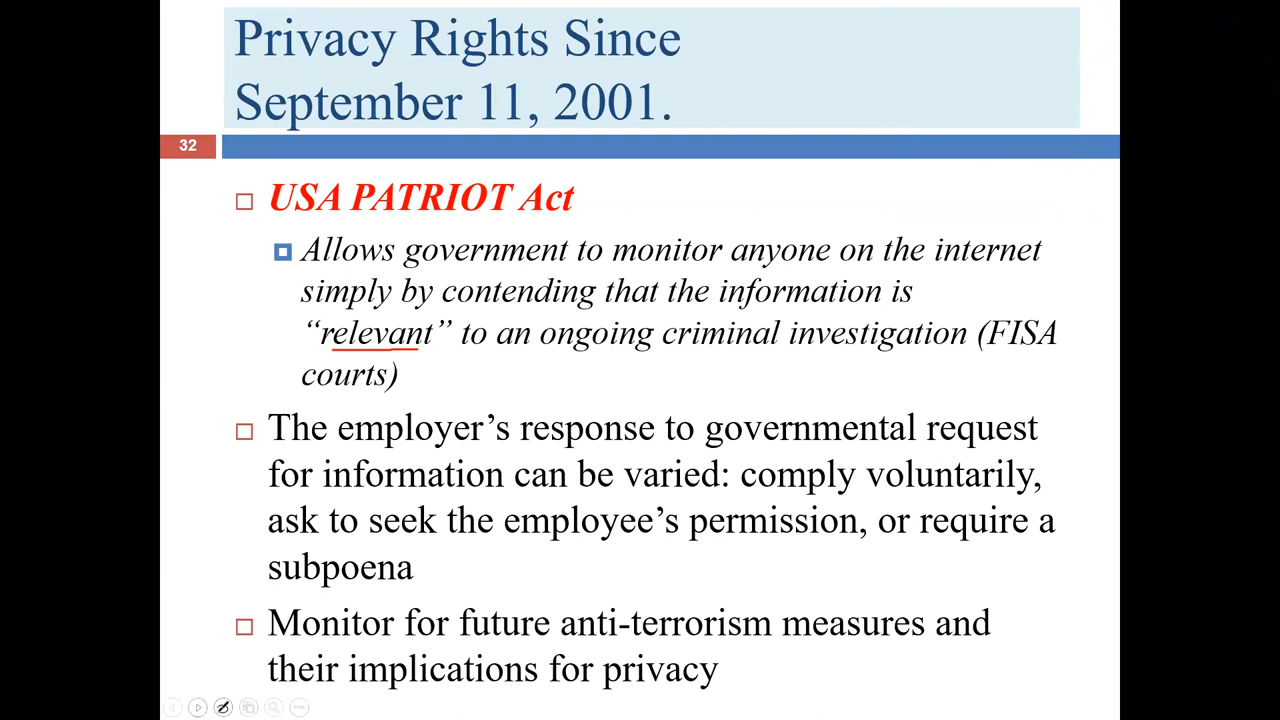 Privacy Rights Since
September 11, 2001.
32
USA PATRIOT Act
Allows government to monitor anyone on the internet
simply by contending that the information is
“relevant” to an ongoing criminal investigation (FISA
courts)
The employer’s response to governmental request
for information can be varied: comply voluntarily,
ask to seek the employee’s permission, or require a
subpoena
Monitor for future anti-terrorism measures and
their implications for privacy